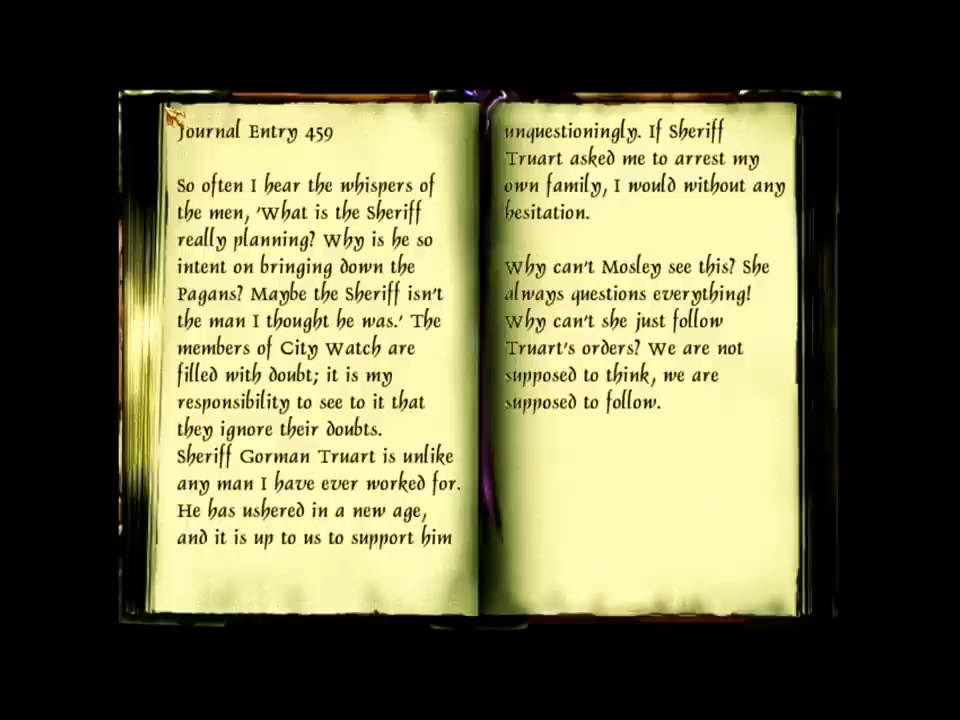 Journal Entry 459
So often I hear the whispers of
the men, 'What is the Sheriff
really planning? Why is he so
intent on bringing down the
Pagans? Maybe the Sheriff isn't
the man I thought he was.' The
members of City Watch are
filled with doubt; it is my
responsibility to see to it that
they ignore their doubts.
Sheriff Gorman Truart is unlike
any man I have ever worked for.
He has ushered in a new age,
and it is up to us to support him
unquestioningly. If Sheriff
Truart asked me to arrest my
own family, I would without any
hesitation.
Why can't Mosley see this? She
always questions everything!
Why can't she just follow
Truart's orders? We are not
supposed to think, we are
supposed to follow.